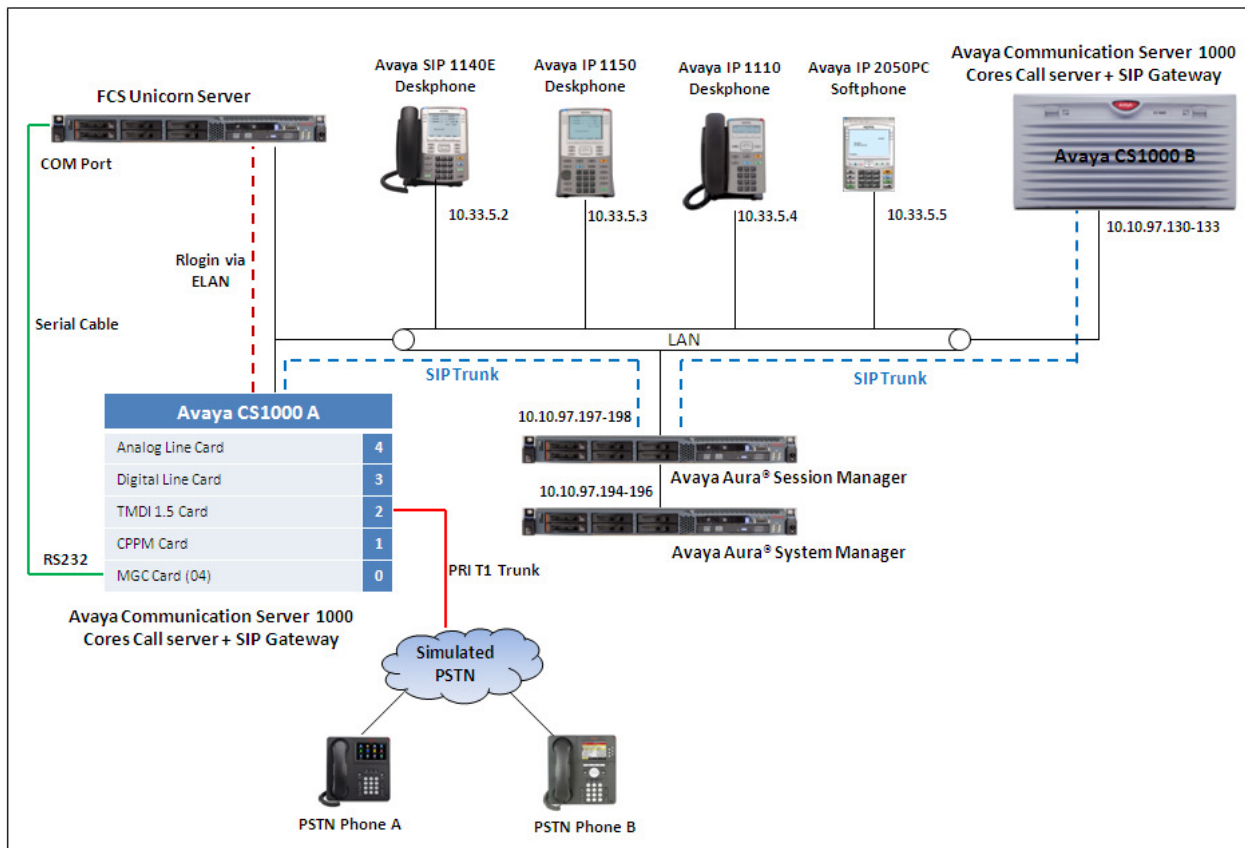 Avaya SIP 1140E
Deskphone
Avaya IP 1150
Deskphone
Avaya IP 1110
Deskphone
Avaya IP 2050PC
Softphone
Avaya Communication Server 1000
Cores Call server + SIP Gateway
FCS Unicorn Server
COM Port
Avaya CS1000 B
10.33.5.2
10.33.5.3
10.33.5.4
10.33.5.5
10.10.97.130-133
Rlogin via
ELAN
Serial Cable
LAN
SIP Trunk
SIP Trunk
Avaya CS1000 A
Analog Line Card 4
Digital Line Card 3
TMDI 1.5 Card 2
CPPM Card 1
MGC Card (04) 0
RS232
10.10.97.197-198
Avaya Aura® Session Manager
10.10.97.194-196
Avaya Aura® System Manager
PRI T1 Trunk
Avaya Communication Server 1000
Cores Call server + SIP Gateway
Simulated
PSTN
PSTN Phone A
PSTN Phone B